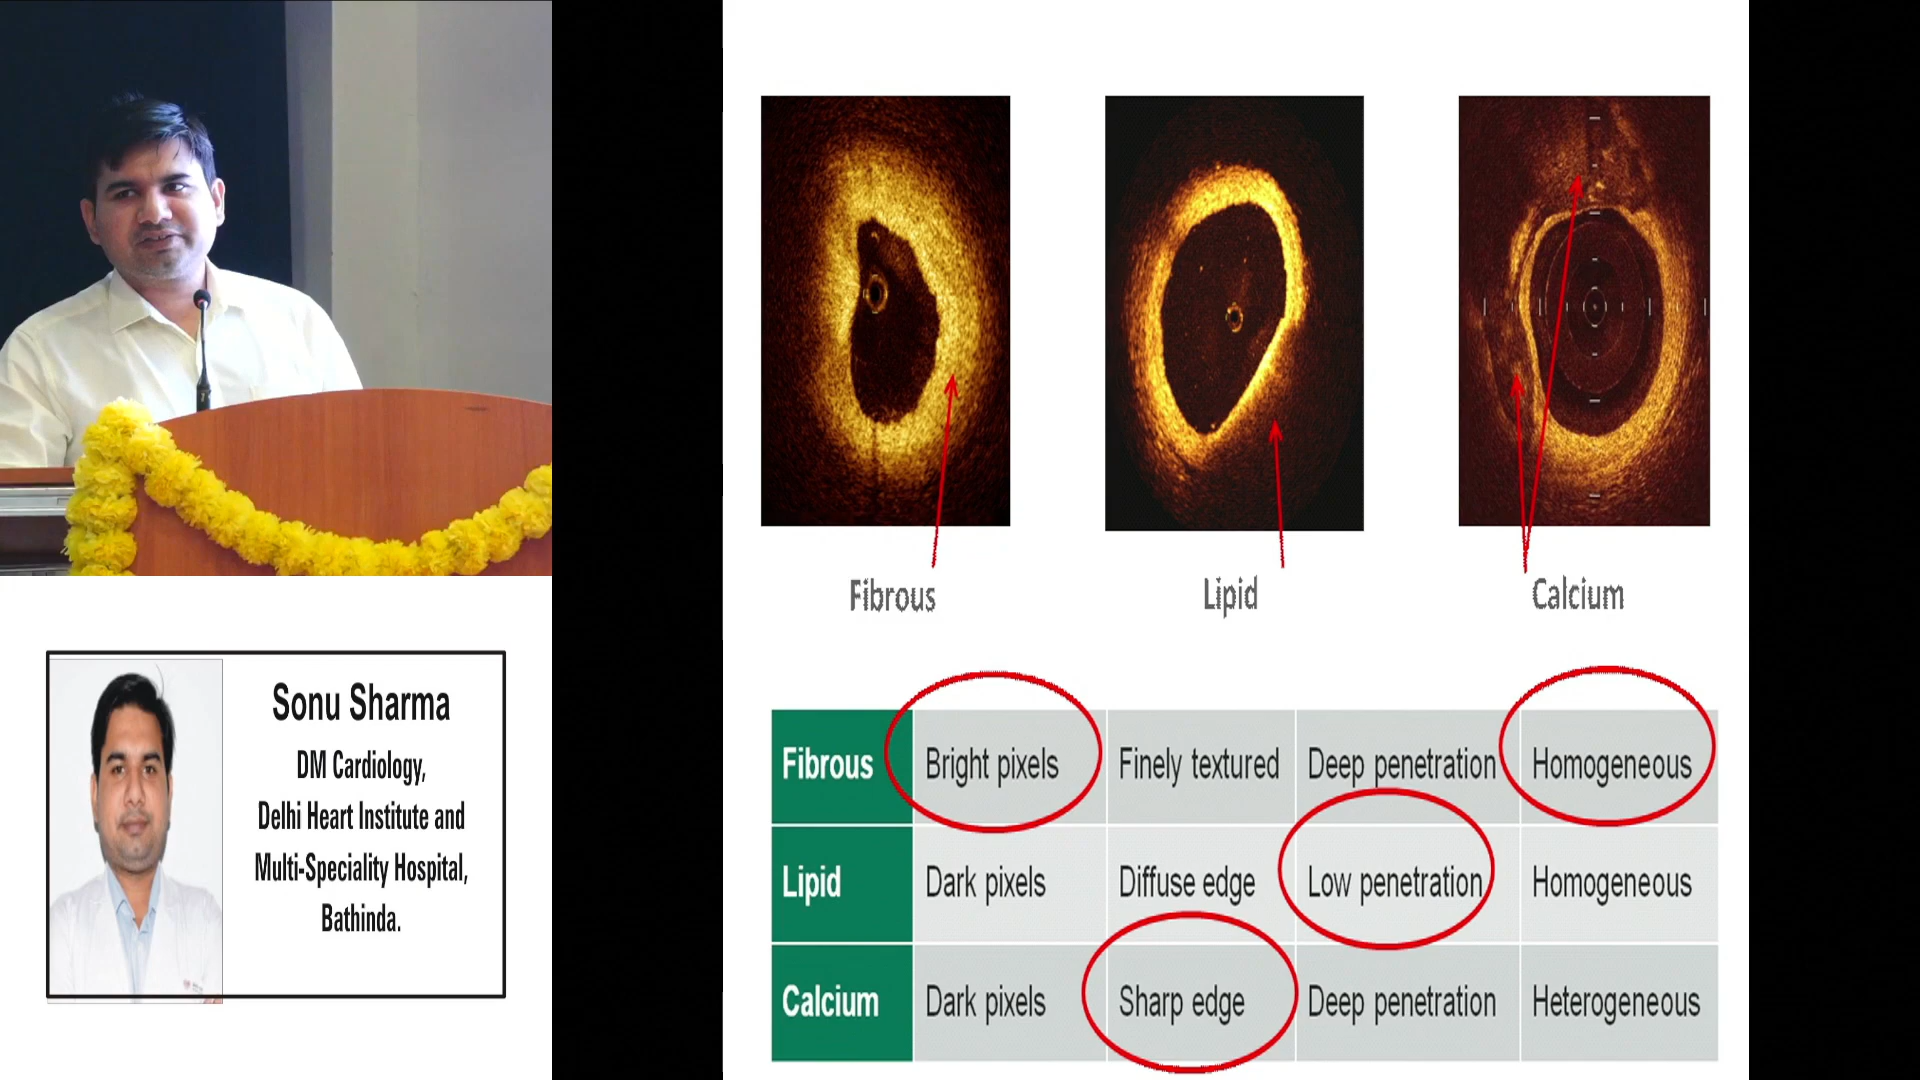 Sonu Sharma
DM Cardiology,
Delhi Heart Institute and
Multi-Speciality Hospital,
Bathinda.
Fibrous
Lipid
Calcium
Fibrous Bright pixels Finely textured Deep penetration Homogeneous
Lipid Dark pixels Diffuse edge Low penetration Homogeneous
Calcium Dark pixels Sharp edge Deep penetration Heterogeneous